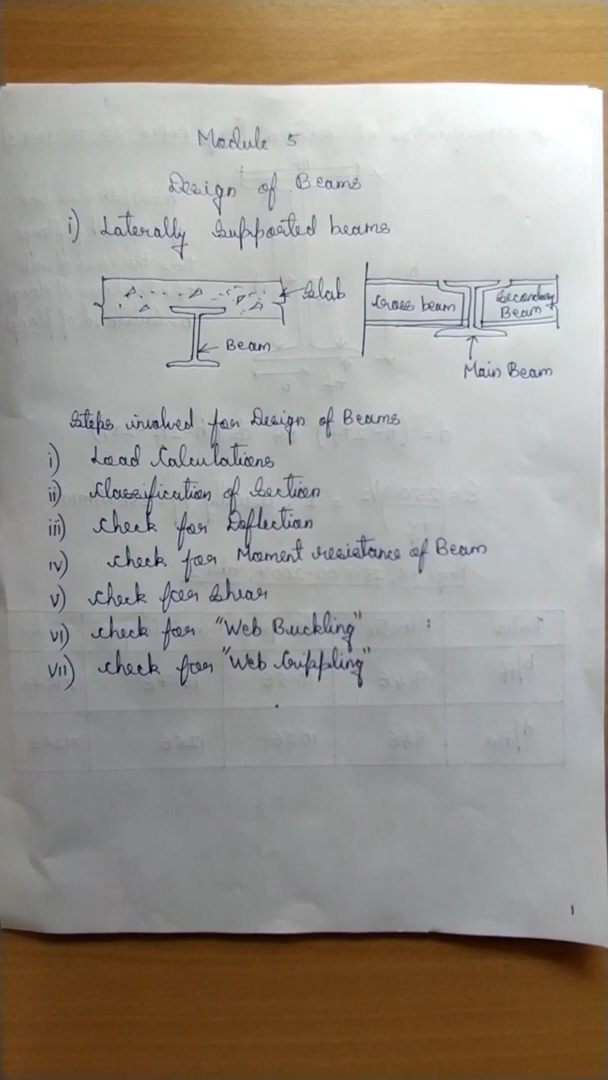 Module 5
Design of Beams
i) Laterally Supported beams
Slab
Beam
Cross beam
Secondary Beam
Main Beam
Steps involved for Design of Beams
i) Load Calculations
ii) Classification of Section
iii) check for Deflection
iv) check for Moment resistance of Beam
v) check for Shear
vi) check for "Web Buckling"
vii) check for "Web Crippling"
1